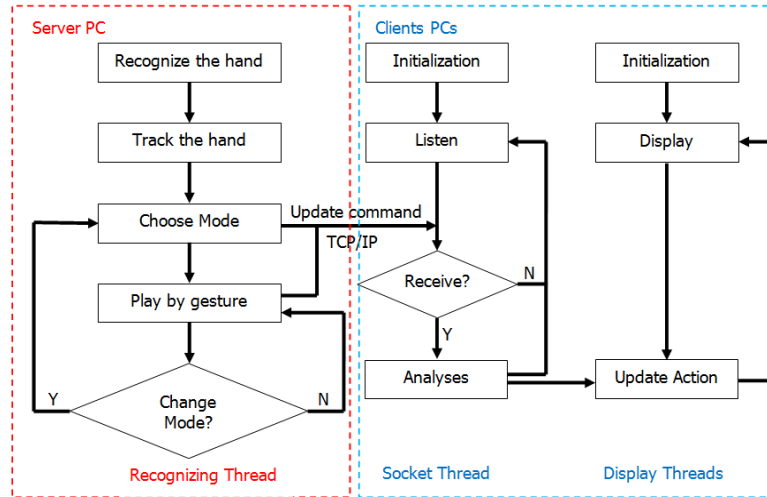 Server PC
Clients PCs
Recognize the hand
Initialization
Initialization
Track the hand
Listen
Display
Choose Mode
Update command
TCP/IP
Receive?
N
Play by gesture
Y
Analyses
Update Action
Y
Change
Mode?
N
Recognizing Thread
Socket Thread
Display Threads